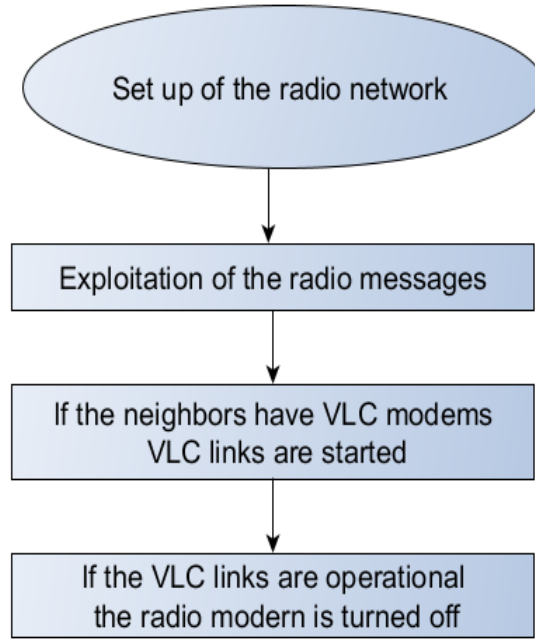 Set up of the radio network
Exploitation of the radio messages
If the neighbors have VLC modems
VLC links are started
If the VLC links are operational
the radio modern is turned off